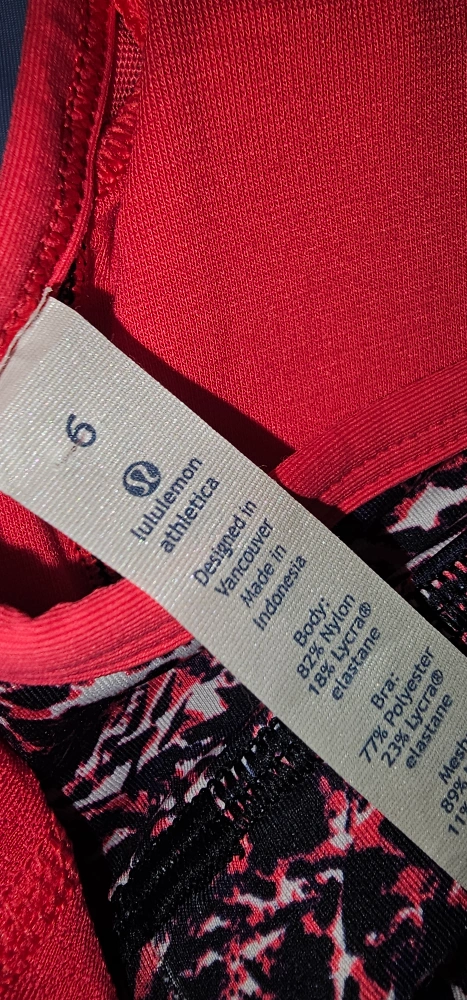 6
lululemon
athletica
Designed in
Vancouver
Made in
Indonesia
Body:
82% Nylon
18% Lycra®
elastane
Bra:
77% Polyester
23% Lycra®
elastane
89%